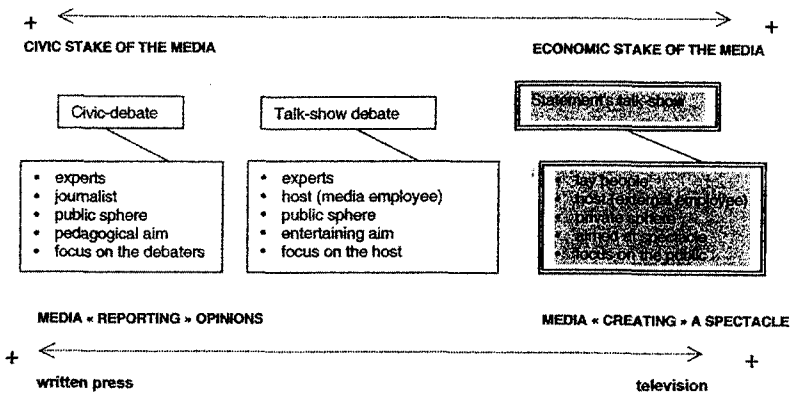 + +
CIVIC STAKE OF THE MEDIA
ECONOMIC STAKE OF THE MEDIA
Civic-debate
Talk-show debate
Statement's talk-show
• experts
• journalist
• public sphere
• pedagogical aim
• focus on the debaters
• experts
• host (media employee)
• public sphere
• entertaining aim
• focus on the host
• lay people
• host (external employee)
• private sphere
• aimed at spectacle
• focus on the public
MEDIA « REPORTING » OPINIONS
MEDIA « CREATING » A SPECTACLE
+ +
written press
television